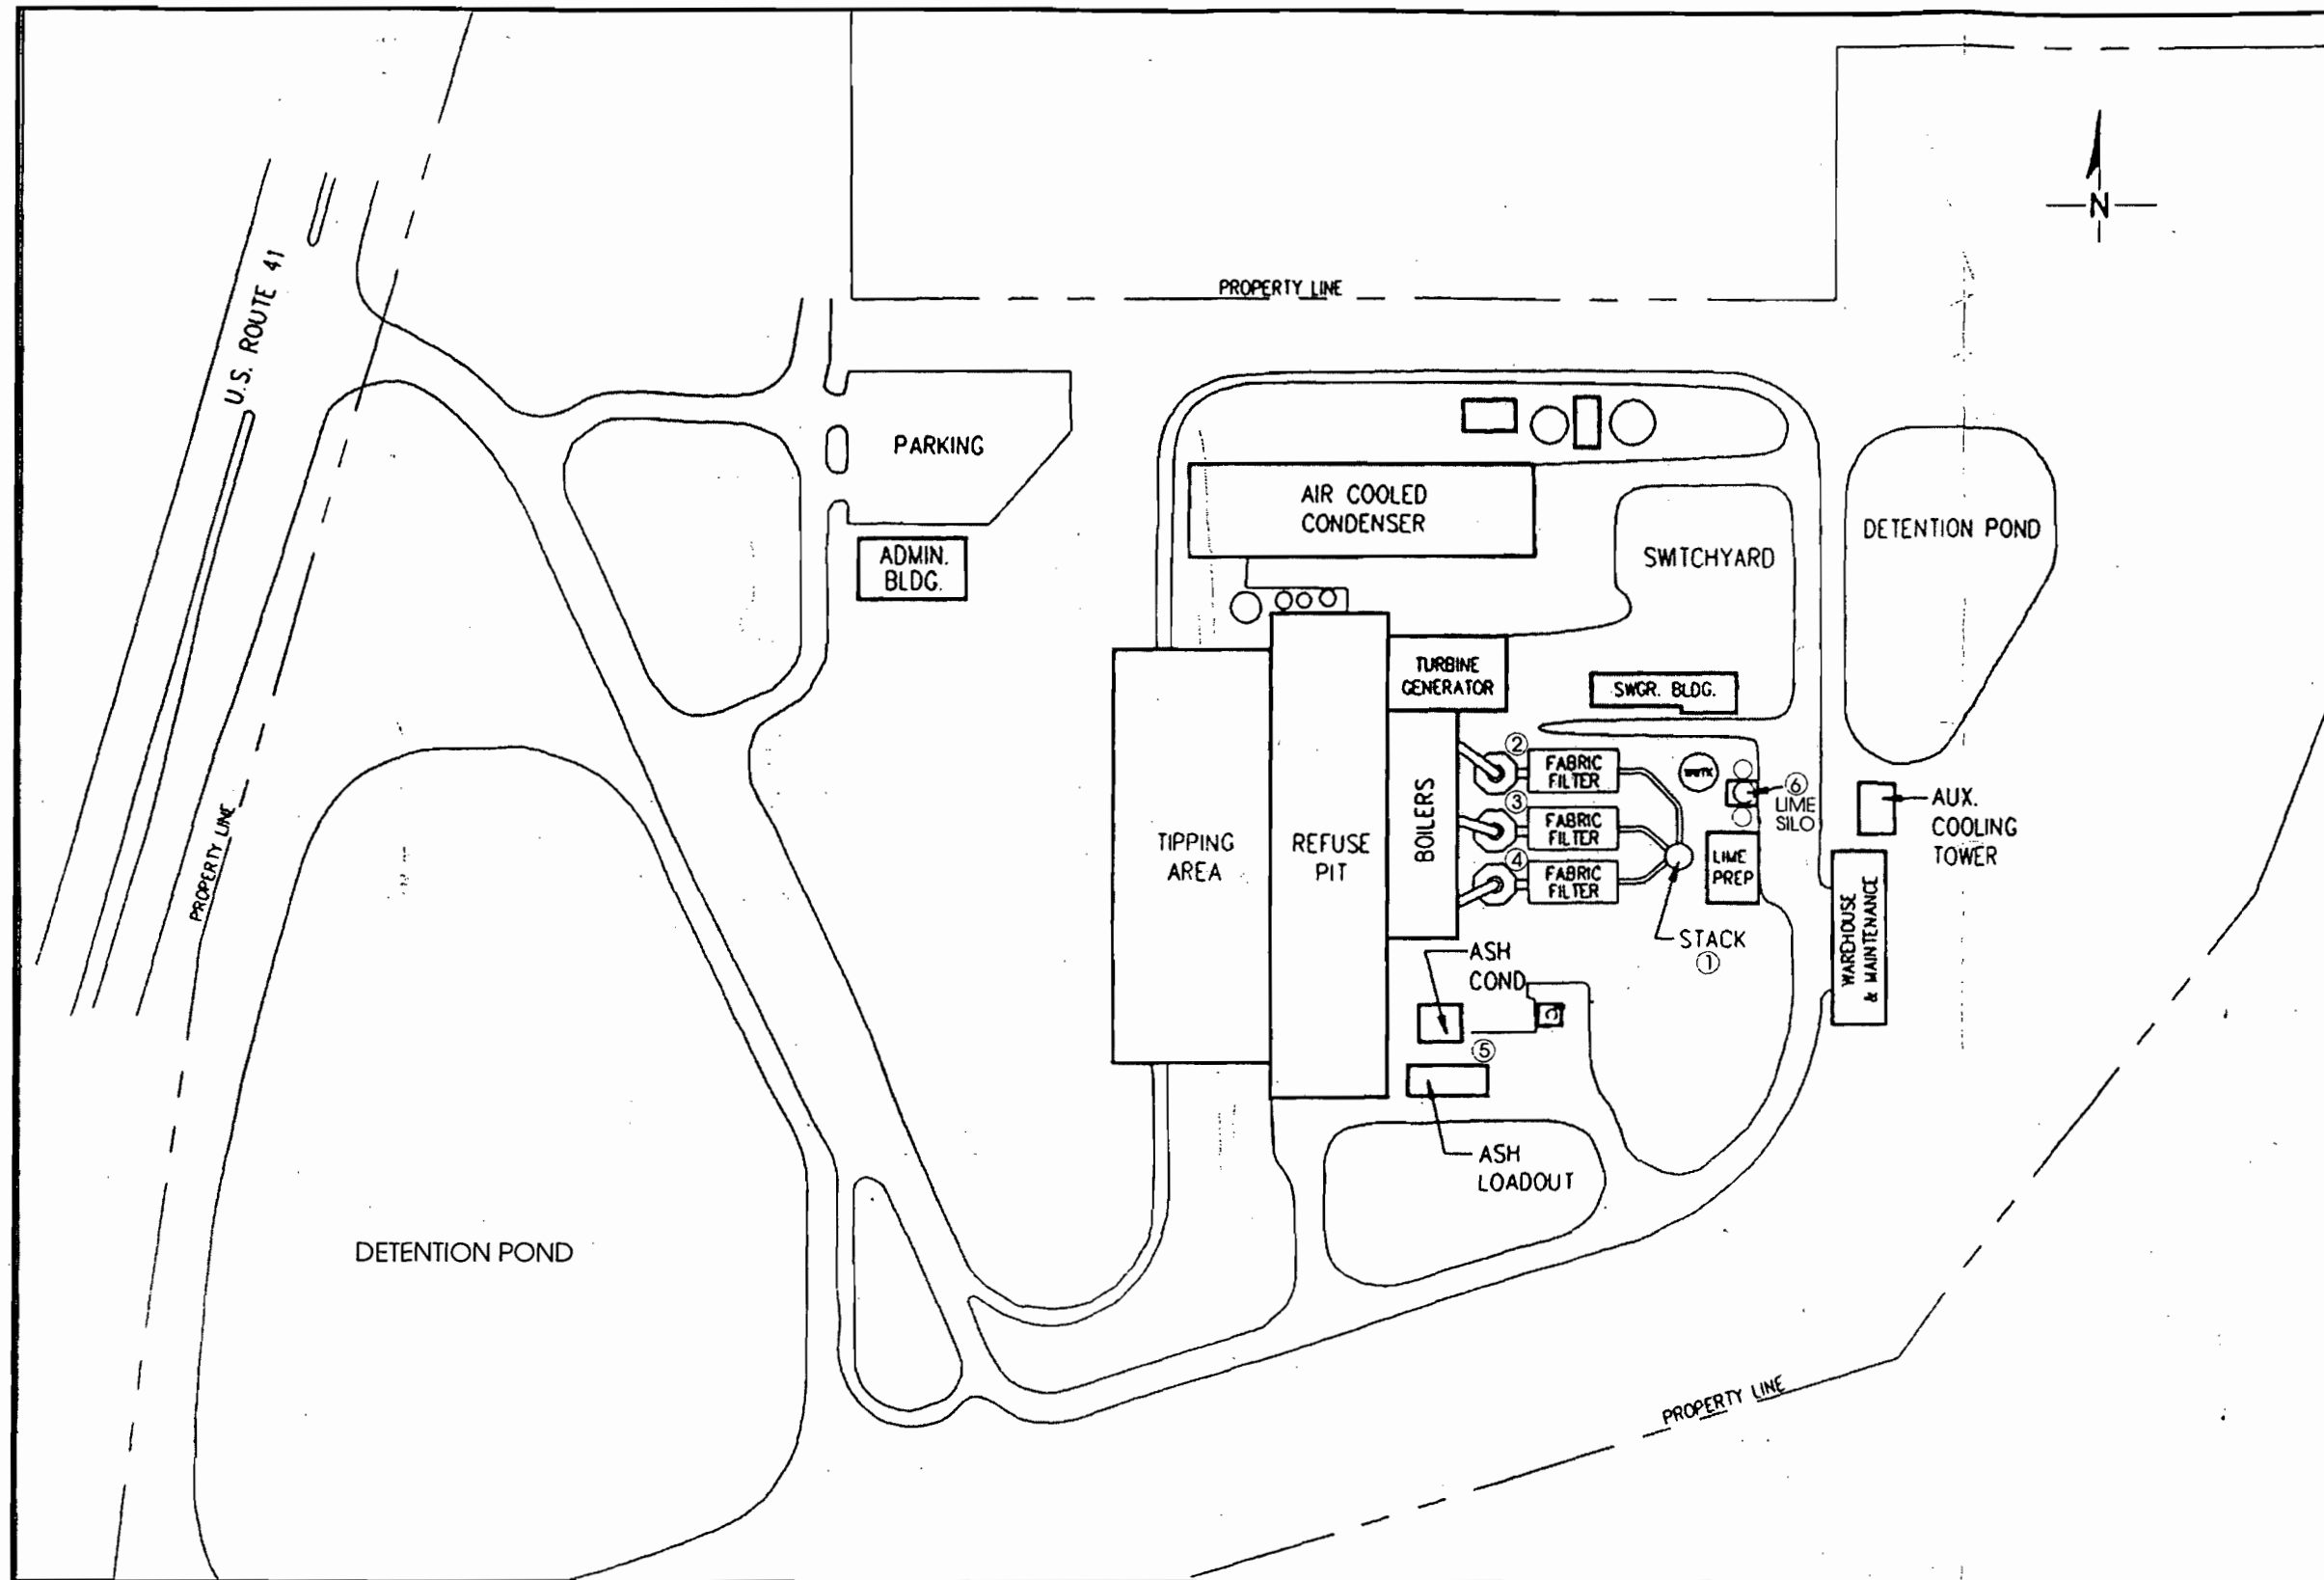 N
U.S. ROUTE 41
PROPERTY LINE
PARKING
AIR COOLED
CONDENSER
DETENTION POND
SWITCHYARD
ADMIN.
BLDG.
TURBINE
GENERATOR
SWGR. BLDG.
② FABRIC
FILTER
③ FABRIC
FILTER
④ FABRIC
FILTER
BOILERS
⑥
LIME
SILO
AUX.
COOLING
TOWER
TIPPING
AREA
REFUSE
PIT
LIME
PREP
PROPERTY LINE
WAREHOUSE
& MAINTENANCE
STACK
①
ASH
COND
⑤
ASH
LOADOUT
DETENTION POND
PROPERTY LINE